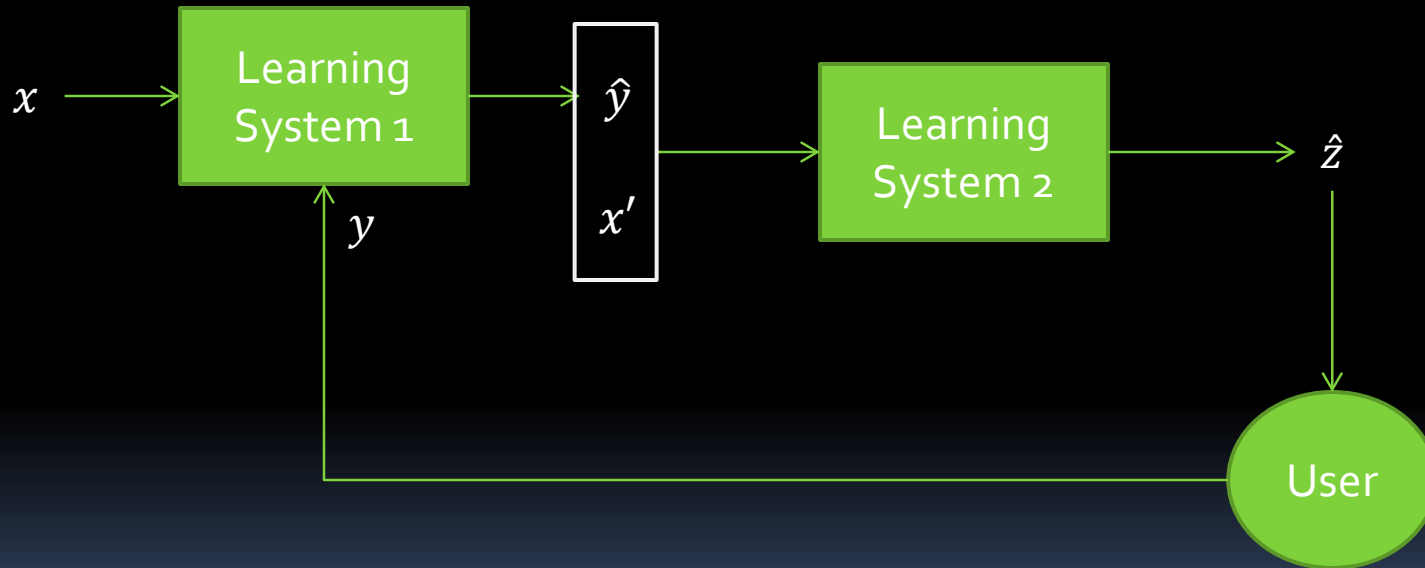 x
Learning
System 1
ŷ
x′
Learning
System 2
ẑ
y
User